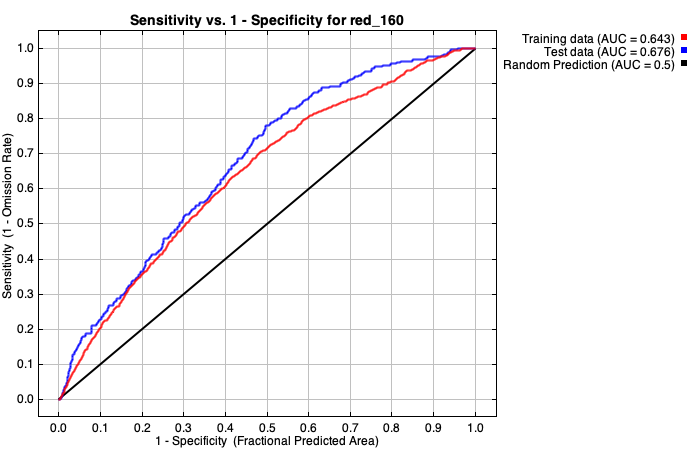 Sensitivity vs. 1 - Specificity for red_160
Training data (AUC = 0.643)
Test data (AUC = 0.676)
Random Prediction (AUC = 0.5)
Sensitivity (1 - Omission Rate)
1.0
0.9
0.8
0.7
0.6
0.5
0.4
0.3
0.2
0.1
0.0
0.0 0.1 0.2 0.3 0.4 0.5 0.6 0.7 0.8 0.9 1.0
1 - Specificity (Fractional Predicted Area)